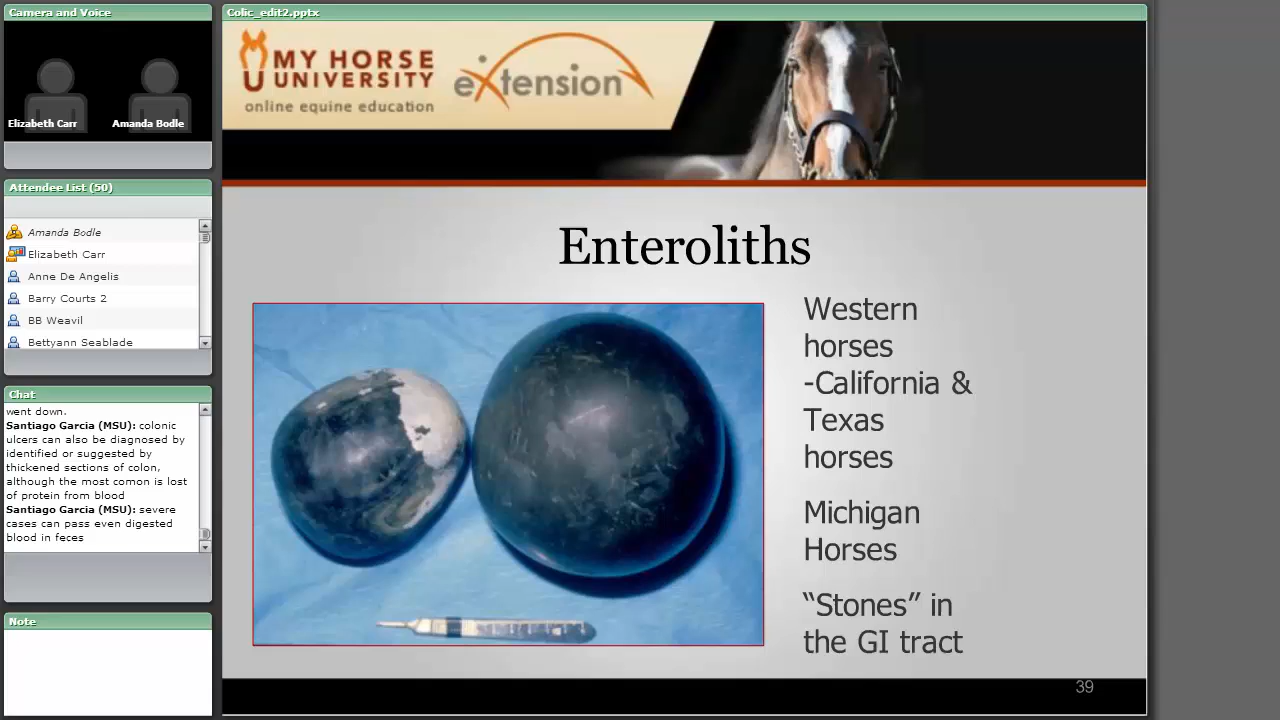 Camera and Voice
Elizabeth Carr
Amanda Bodle
Attendee List (50)
Amanda Bodle
Elizabeth Carr
Anne De Angelis
Barry Courts 2
BB Weavil
Bettyann Seablade
Chat
went down.
Santiago Garcia (MSU): colonic
ulcers can also be diagnosed by
identified or suggested by
thickened sections of colon,
although the most comon is lost
of protein from blood
Santiago Garcia (MSU): severe
cases can pass even digested
blood in feces
Note
Colic_edit2.pptx
MY HORSE
UNIVERSITY
online equine education
eXtension
Enteroliths
Western
horses
-California &
Texas
horses
Michigan
Horses
“Stones” in
the GI tract
39